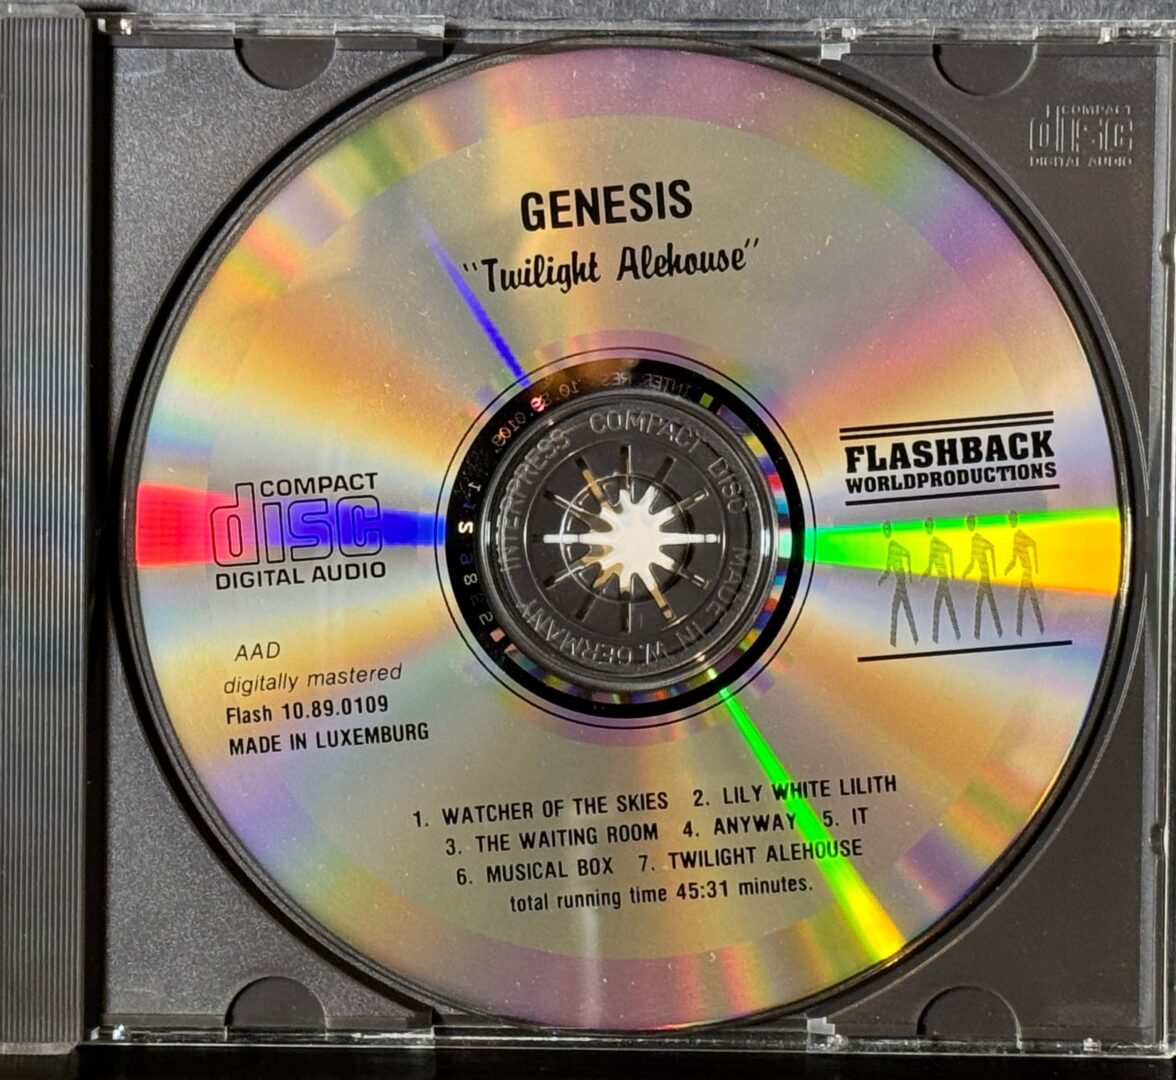 COMPACT
disc
DIGITAL AUDIO
GENESIS
"Twilight Alehouse"
COMPACT DISC MADE IN W. GERMANY INTERPRESS
FLASHBACK
WORLDPRODUCTIONS
COMPACT
disc
DIGITAL AUDIO
AAD
digitally mastered
Flash 10.89.0109
MADE IN LUXEMBURG
1. WATCHER OF THE SKIES 2. LILY WHITE LILITH
3. THE WAITING ROOM 4. ANYWAY 5. IT
6. MUSICAL BOX 7. TWILIGHT ALEHOUSE
total running time 45:31 minutes.